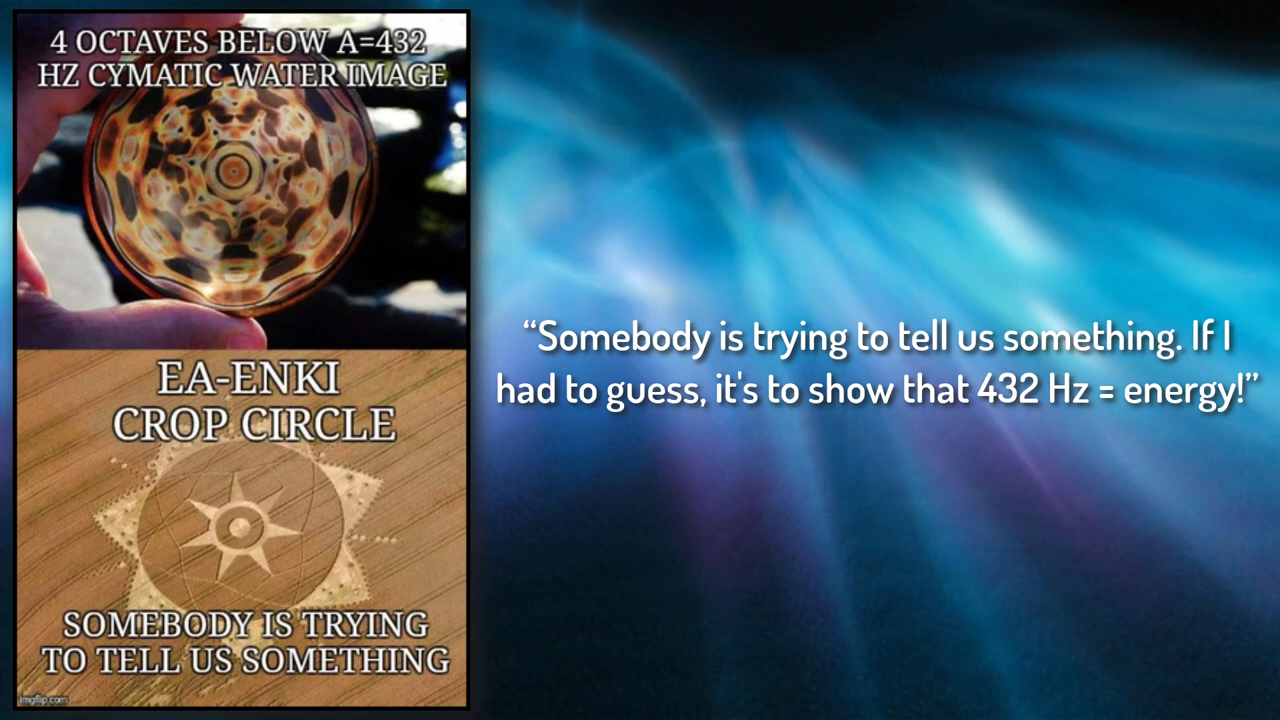 4 OCTAVES BELOW A=432
HZ CYMATIC WATER IMAGE
EA-ENKI
CROP CIRCLE
SOMEBODY IS TRYING
TO TELL US SOMETHING
imgflip.com
“Somebody is trying to tell us something. If I
had to guess, it's to show that 432 Hz = energy!”